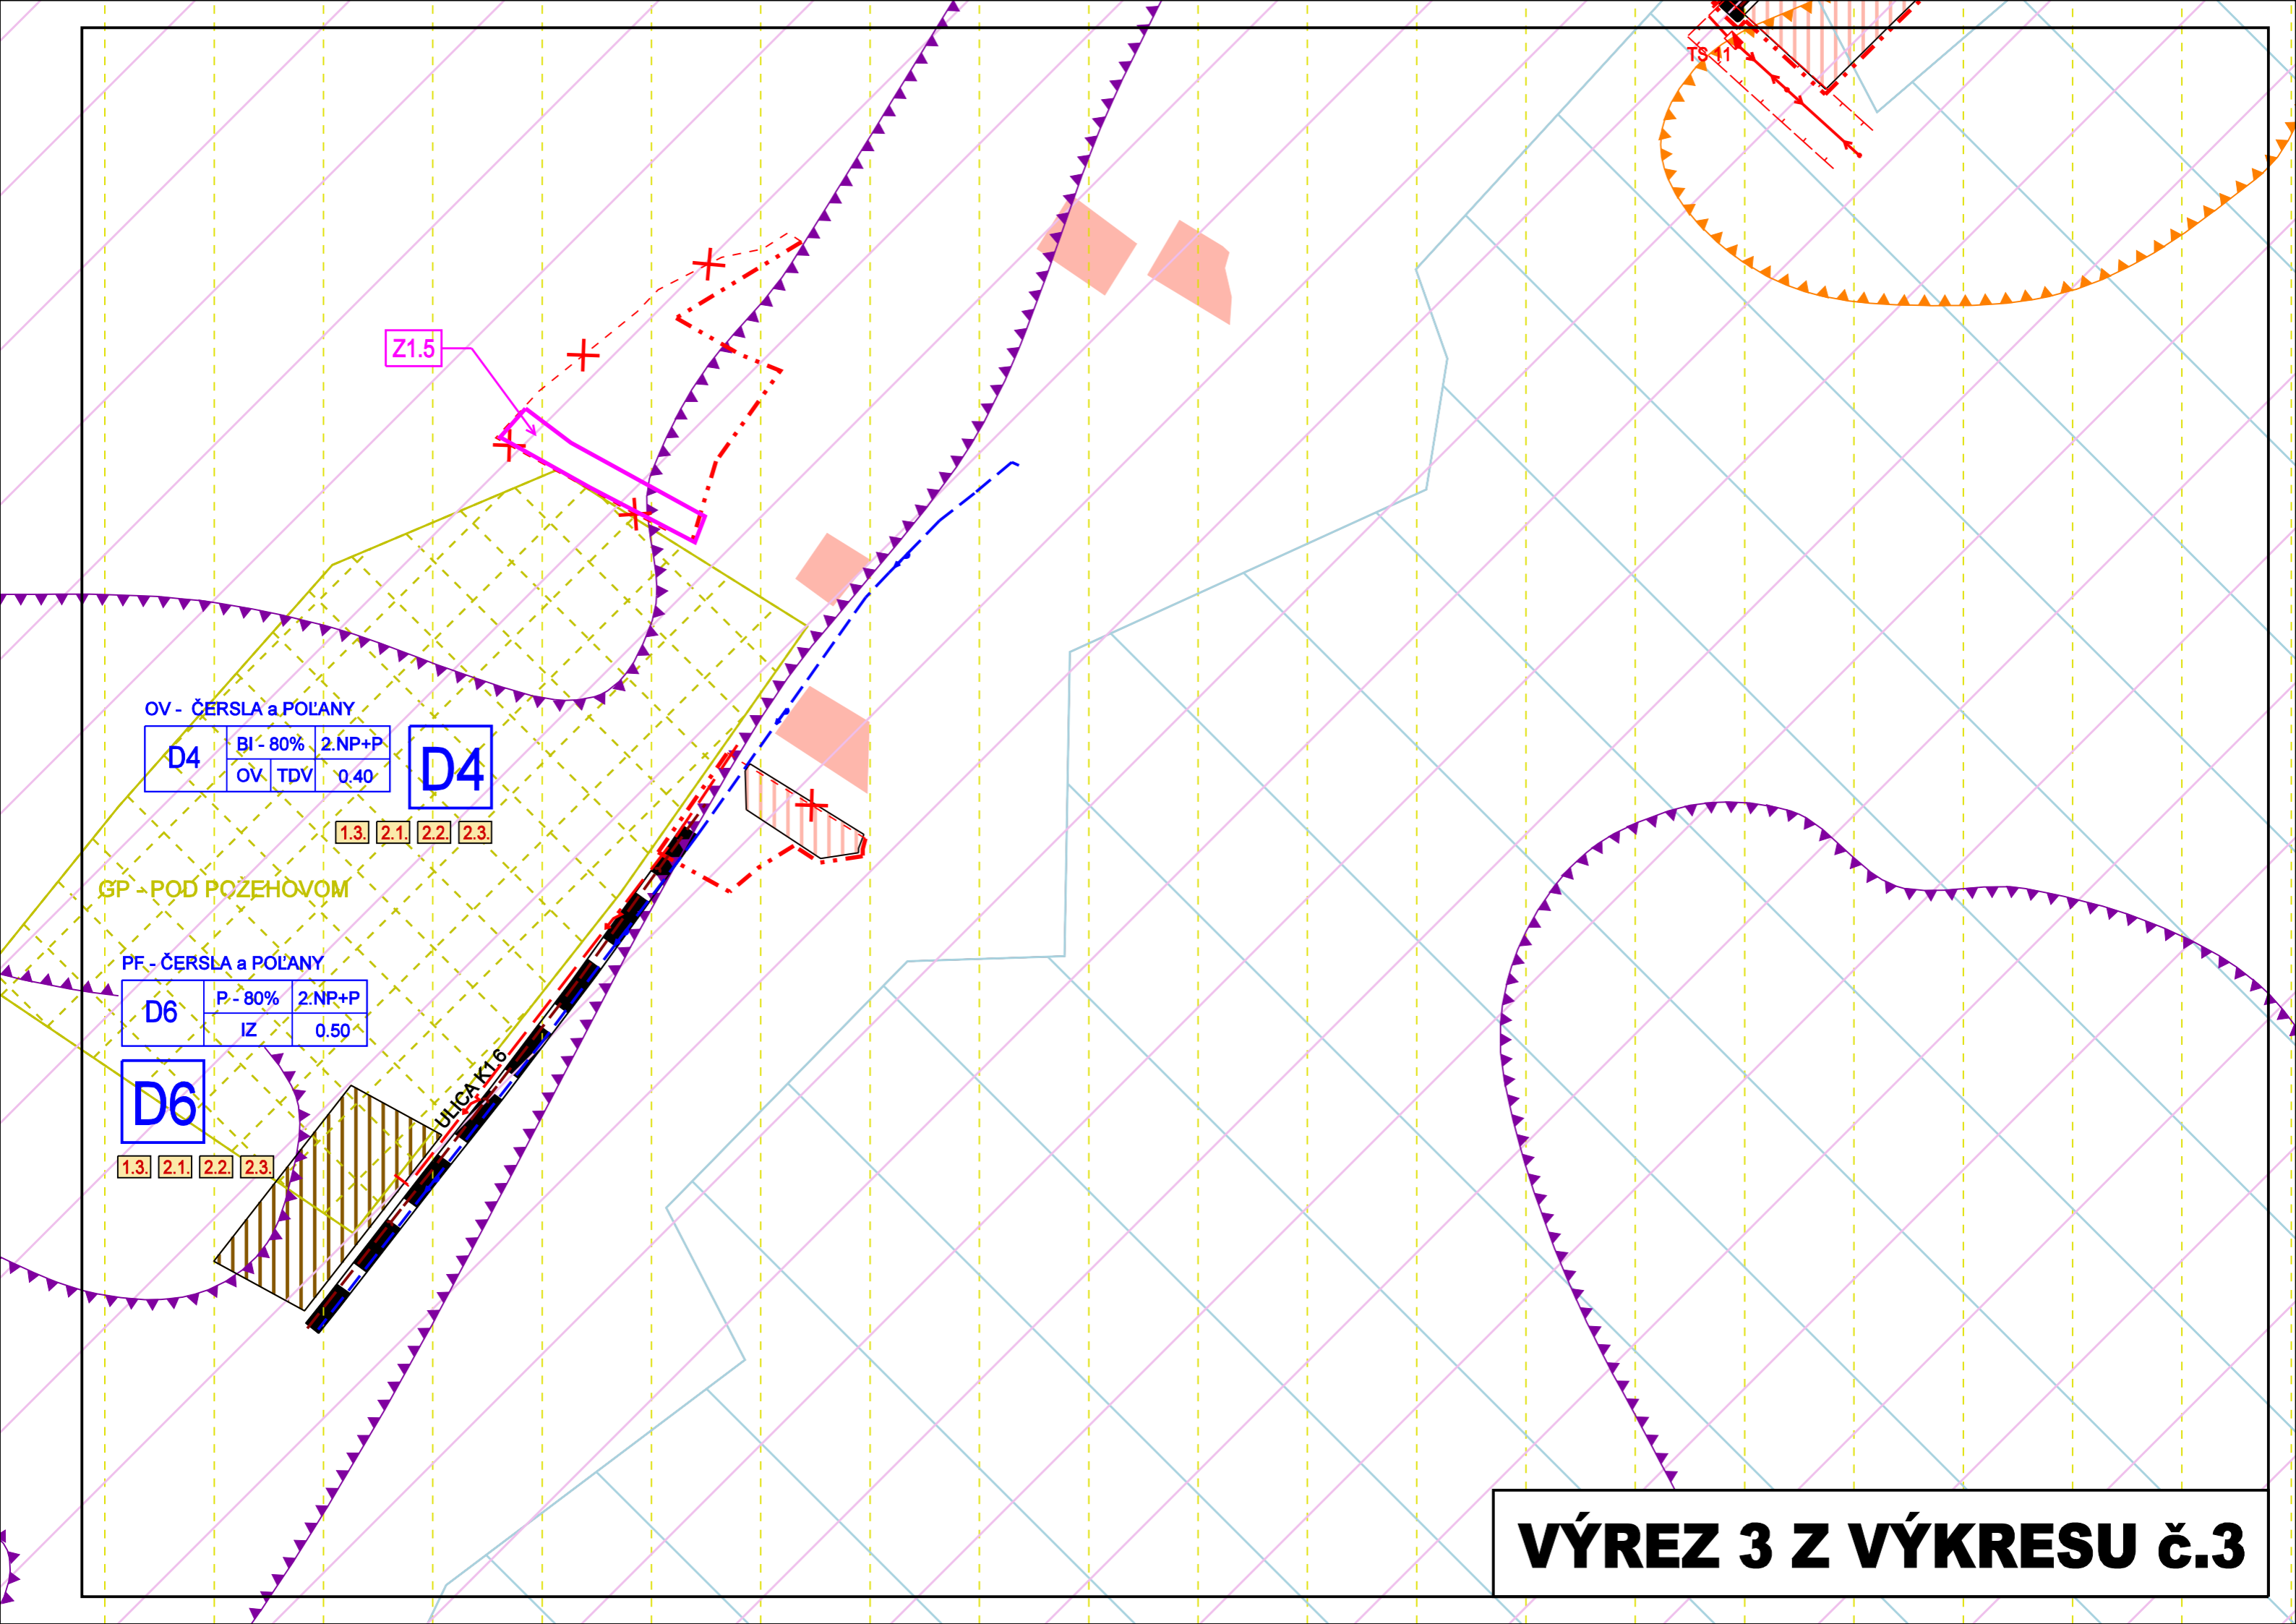 TS 11
Z1.5
OV - ČERSLA a POĽANY
D4 BI - 80% 2.NP+P
OV TDV 0.40
D4
1.3. 2.1. 2.2. 2.3.
GP - POD POZEHOVOM
PF - ČERSLA a POĽANY
D6 P - 80% 2.NP+P
IZ 0.50
D6
1.3. 2.1. 2.2. 2.3.
ULICA K1 6
VÝREZ 3 Z VÝKRESU č.3